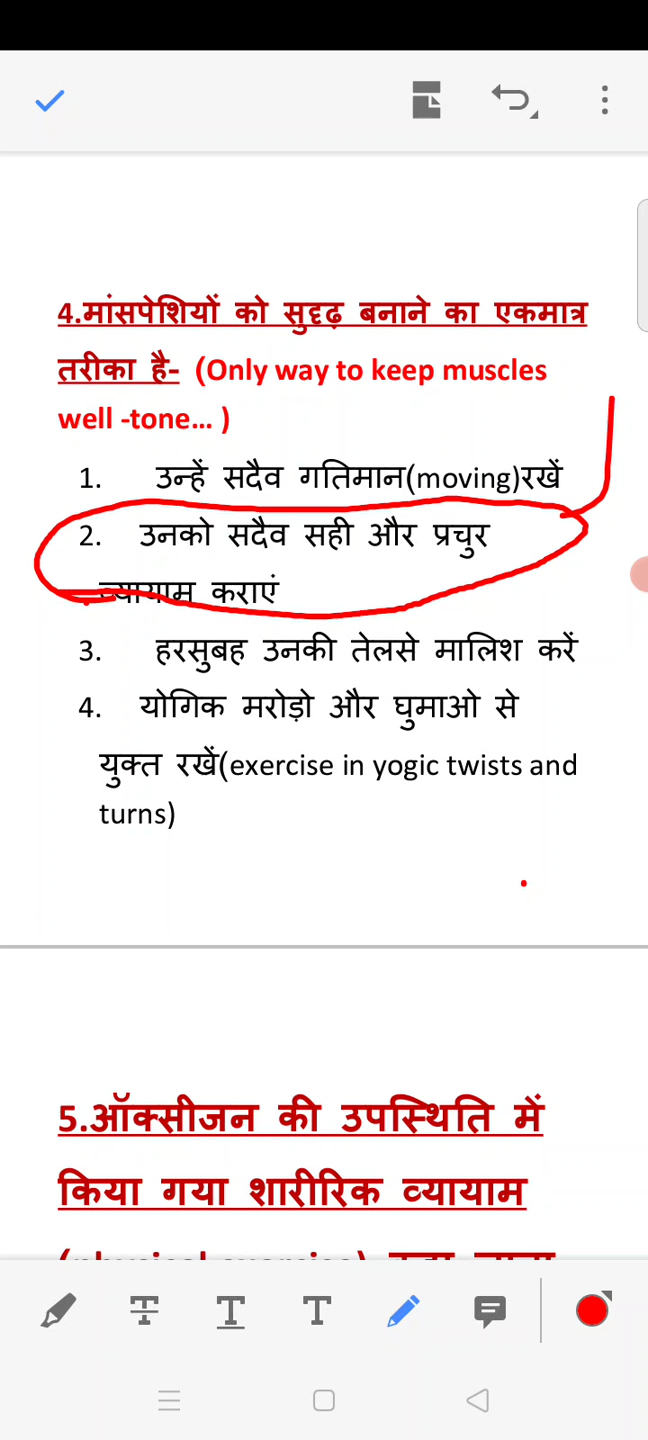 4.मांसपेशियों को सुदृढ़ बनाने का एकमात्र
तरीका है- (Only way to keep muscles
well -tone... )
1. उन्हें सदैव गतिमान(moving)रखें
2. उनको सदैव सही और प्रचुर
व्यायाम कराएं
3. हरसुबह उनकी तेलसे मालिश करें
4. योगिक मरोड़ो और घुमाओ से
युक्त रखें(exercise in yogic twists and
turns)
5.ऑक्सीजन की उपस्थिति में
किया गया शारीरिक व्यायाम